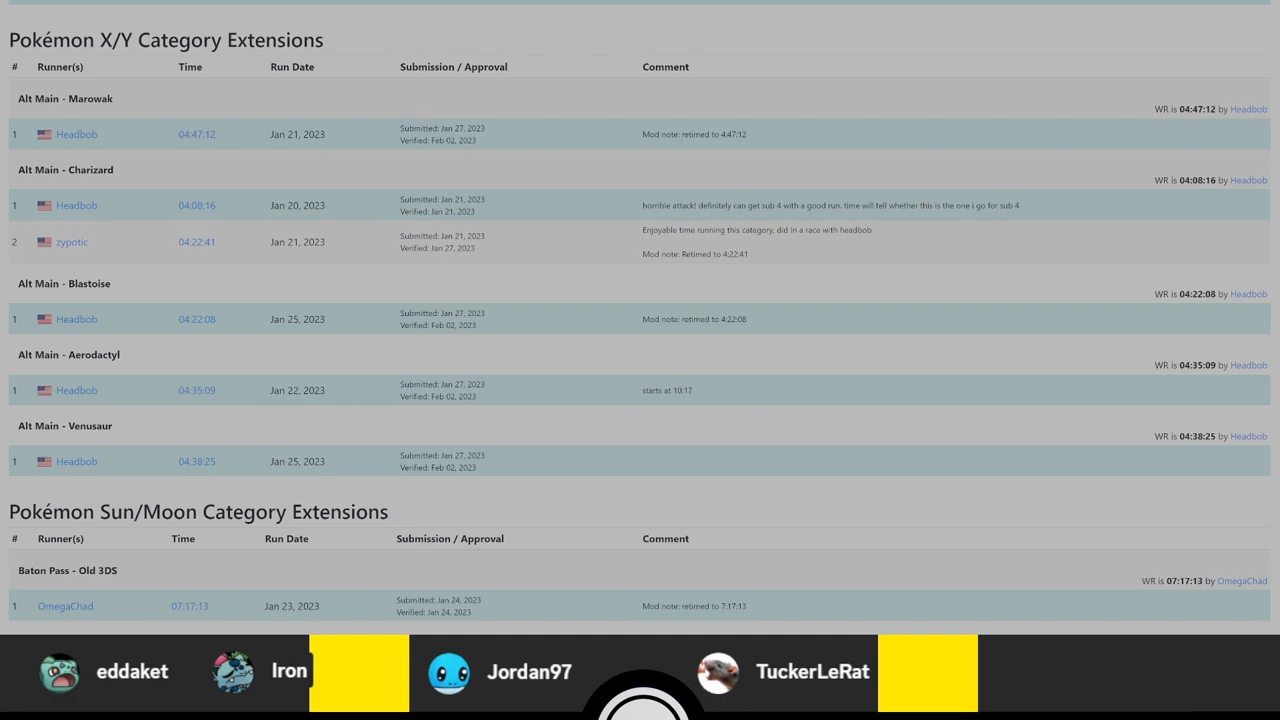 Pokémon X/Y Category Extensions
# Runner(s) Time Run Date Submission / Approval Comment
Alt Main - Marowak
WR is 04:47:12 by Headbob
1 Headbob 04:47:12 Jan 21, 2023 Submitted: Jan 27, 2023 Mod note: retimed to 4:47:12
Verified: Feb 02, 2023
Alt Main - Charizard
WR is 04:08:16 by Headbob
1 Headbob 04:08:16 Jan 20, 2023 Submitted: Jan 21, 2023 horrible attack! definitely can get sub 4 with a good run. time will tell whether this is the one i go for sub 4
Verified: Jan 21, 2023
Enjoyable time running this category, did in a race with headbob
2 zypotic 04:22:41 Jan 21, 2023 Submitted: Jan 21, 2023
Verified: Jan 27, 2023
Mod note: Retimed to 4:22:41
Alt Main - Blastoise
WR is 04:22:08 by Headbob
1 Headbob 04:22:08 Jan 25, 2023 Submitted: Jan 27, 2023 Mod note: retimed to 4:22:08
Verified: Feb 02, 2023
Alt Main - Aerodactyl
WR is 04:35:09 by Headbob
1 Headbob 04:35:09 Jan 22, 2023 Submitted: Jan 27, 2023 starts at 10:17
Verified: Feb 02, 2023
Alt Main - Venusaur
WR is 04:38:25 by Headbob
1 Headbob 04:38:25 Jan 25, 2023 Submitted: Jan 27, 2023
Verified: Feb 02, 2023
Pokémon Sun/Moon Category Extensions
# Runner(s) Time Run Date Submission / Approval Comment
Baton Pass - Old 3DS
WR is 07:17:13 by OmegaChad
1 OmegaChad 07:17:13 Jan 23, 2023 Submitted: Jan 24, 2023 Mod note: retimed to 7:17:13
Verified: Jan 24, 2023
eddaket Iron Jordan97 TuckerLeRat